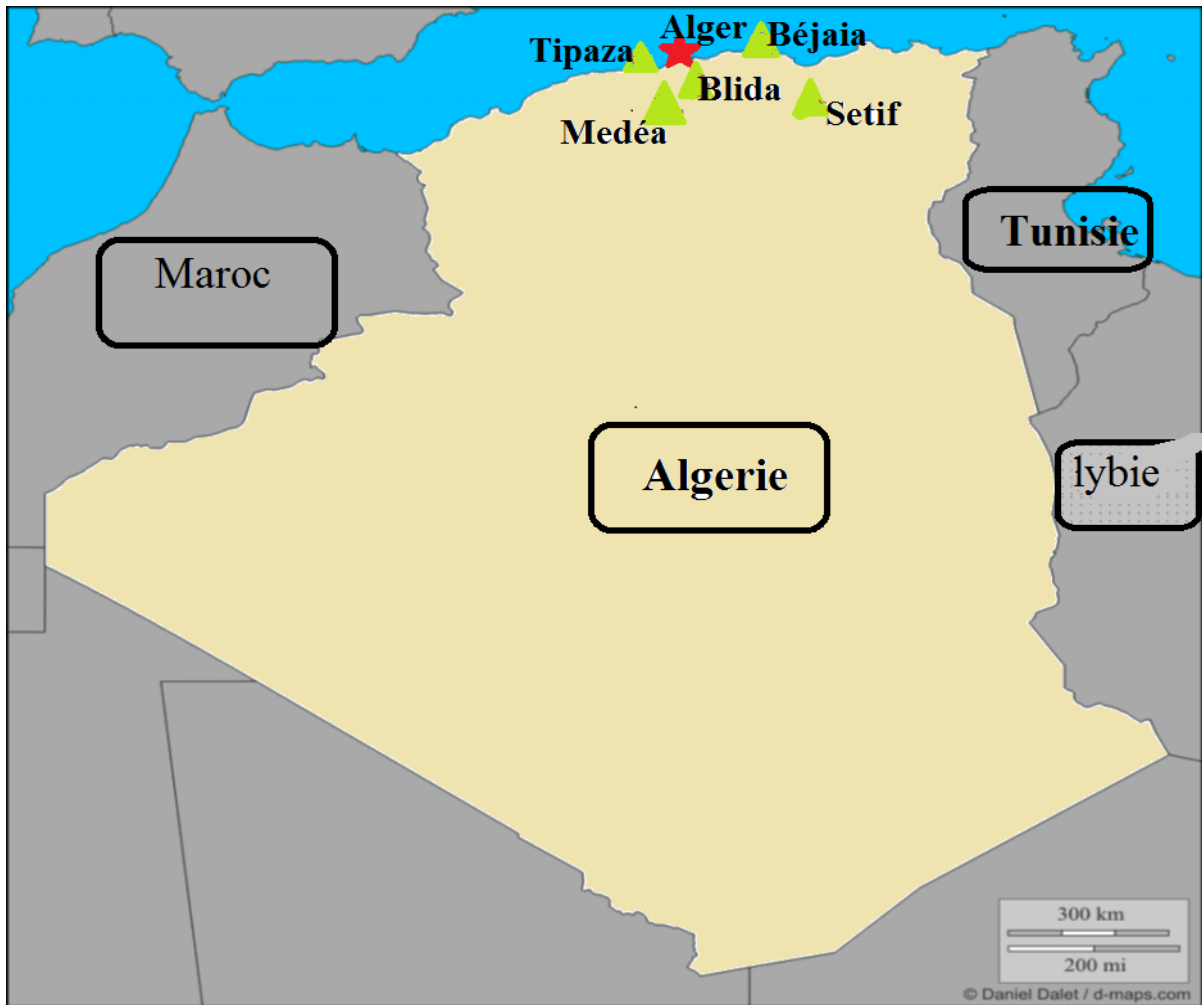 Alger
Béjaia
Tipaza
Blida
Setif
Medéa
Tunisie
Maroc
Algerie
lybie
300 km
200 mi
© Daniel Dalet / d-maps.com